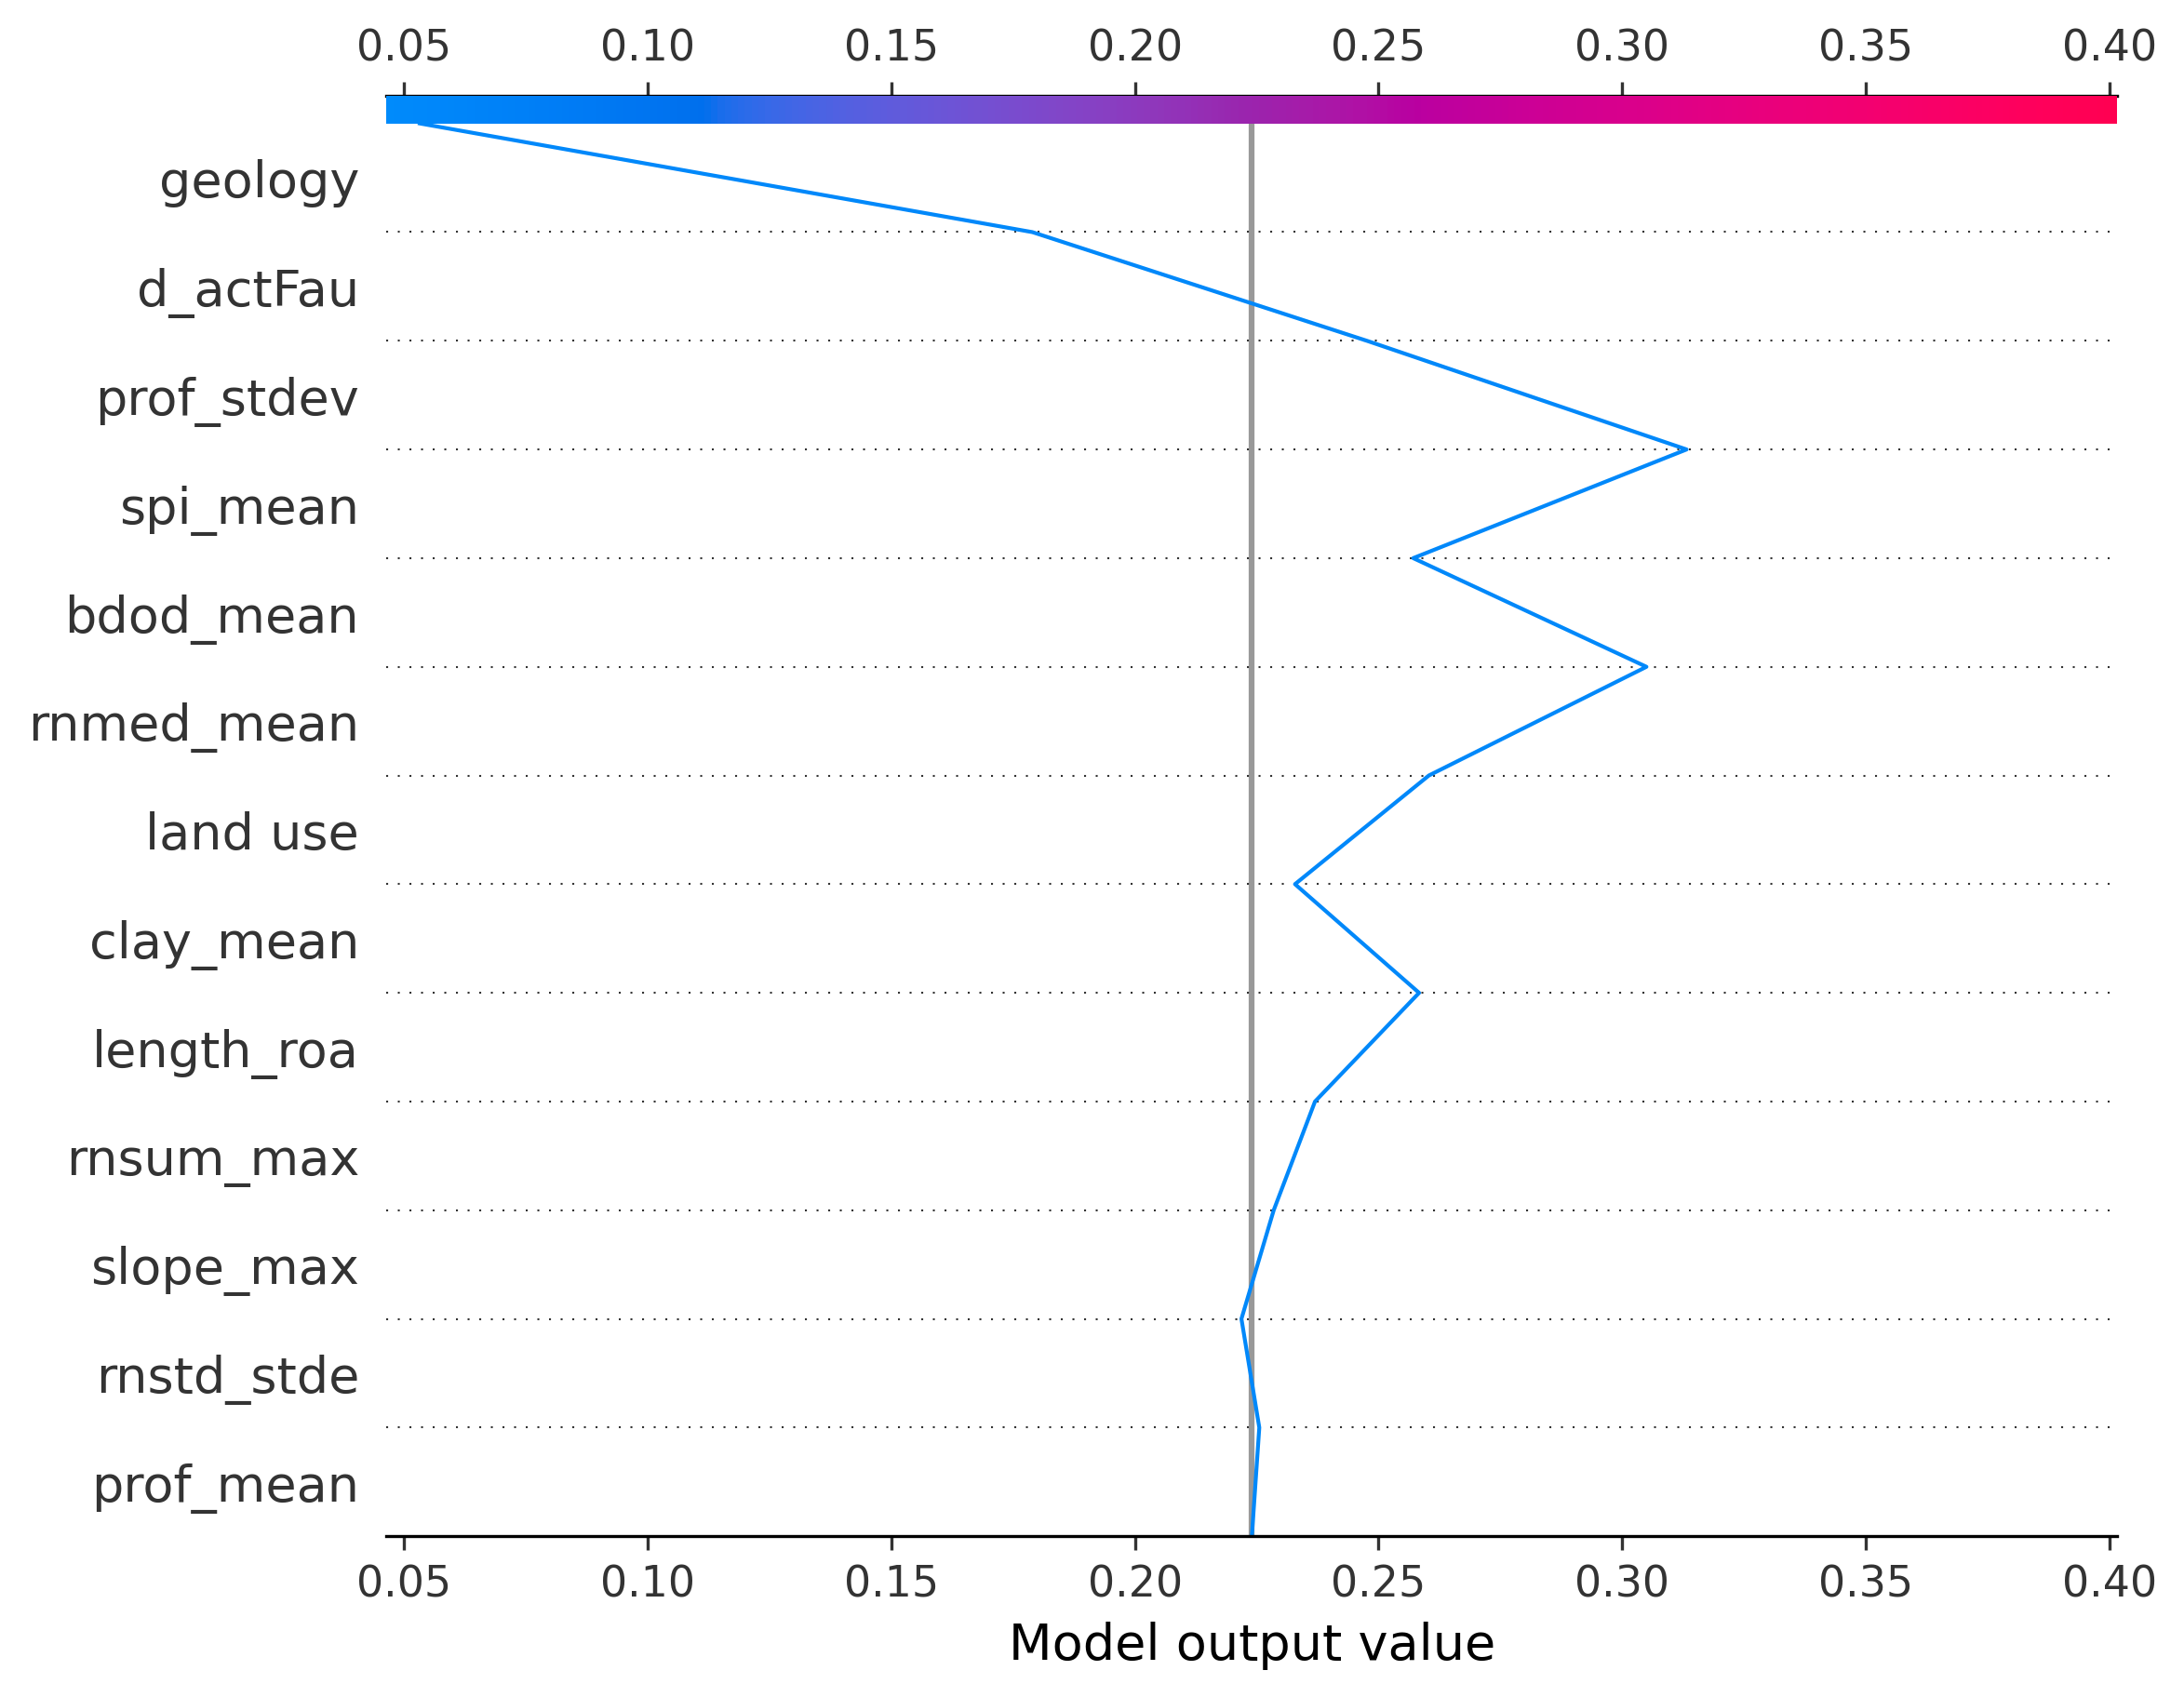 0.05 0.10 0.15 0.20 0.25 0.30 0.35 0.40
geology
d_actFau
prof_stdev
spi_mean
bdod_mean
rnmed_mean
land use
clay_mean
length_roa
rnsum_max
slope_max
rnstd_stde
prof_mean
0.05 0.10 0.15 0.20 0.25 0.30 0.35 0.40
Model output value